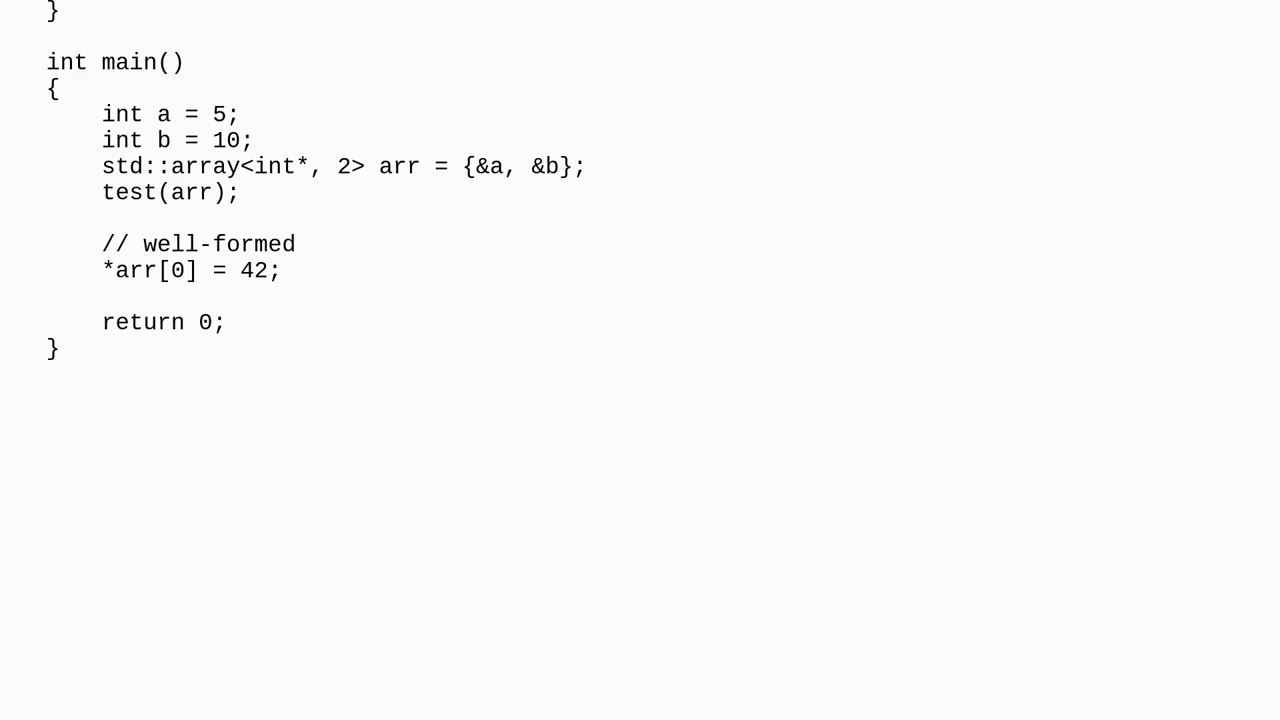 }
int main()
{
    int a = 5;
    int b = 10;
    std::array<int*, 2> arr = {&a, &b};
    test(arr);
    // well-formed
    *arr[0] = 42;
    return 0;
}